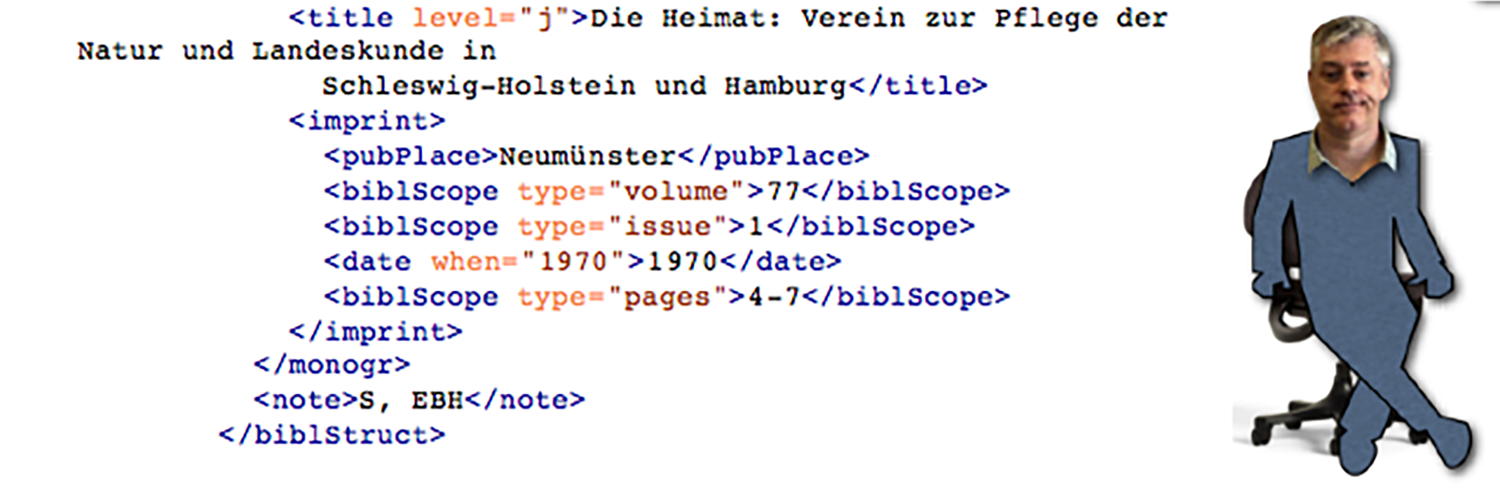 <title level="j">Die Heimat: Verein zur Pflege der
Natur und Landeskunde in
Schleswig-Holstein und Hamburg</title>
<imprint>
<pubPlace>Neumünster</pubPlace>
<biblScope type="volume">77</biblScope>
<biblScope type="issue">1</biblScope>
<date when="1970">1970</date>
<biblScope type="pages">4-7</biblScope>
</imprint>
</monogr>
<note>S, EBH</note>
</biblStruct>